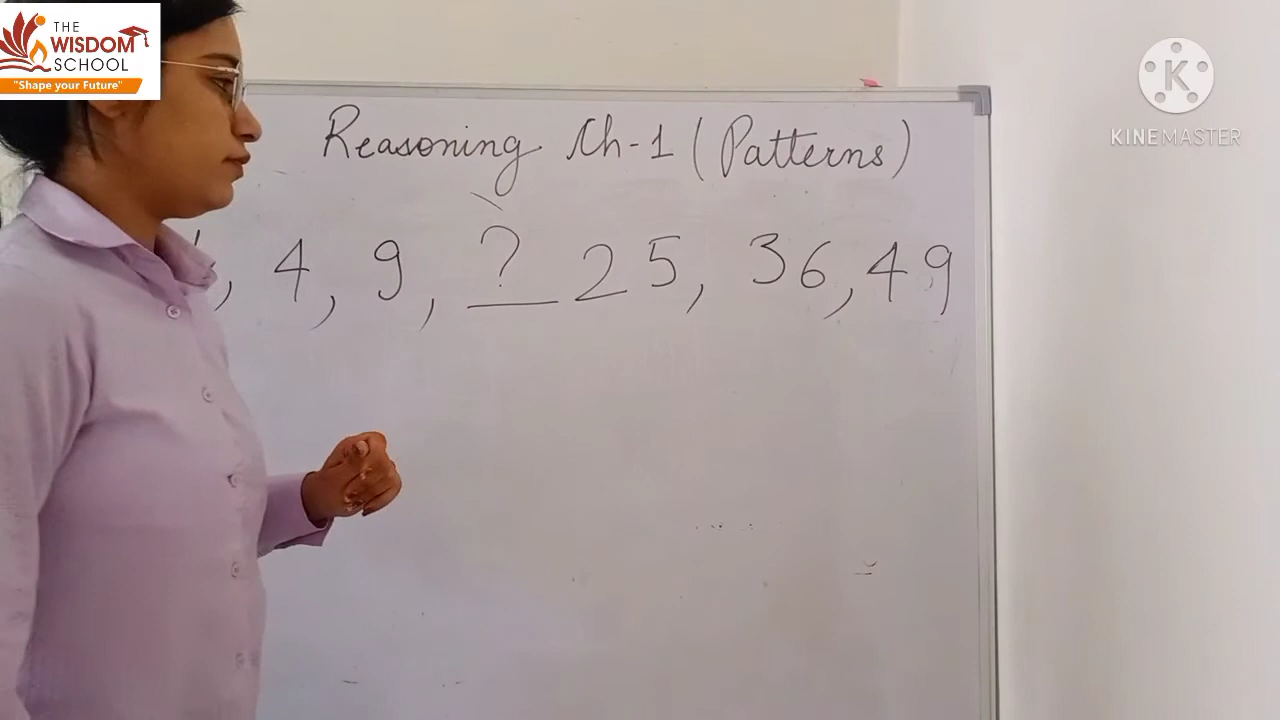 THE
WISDOM
SCHOOL
"Shape your Future"
KINEMASTER
Reasoning Ch-1 (Patterns)
, 4, 9, ? 25, 36, 49